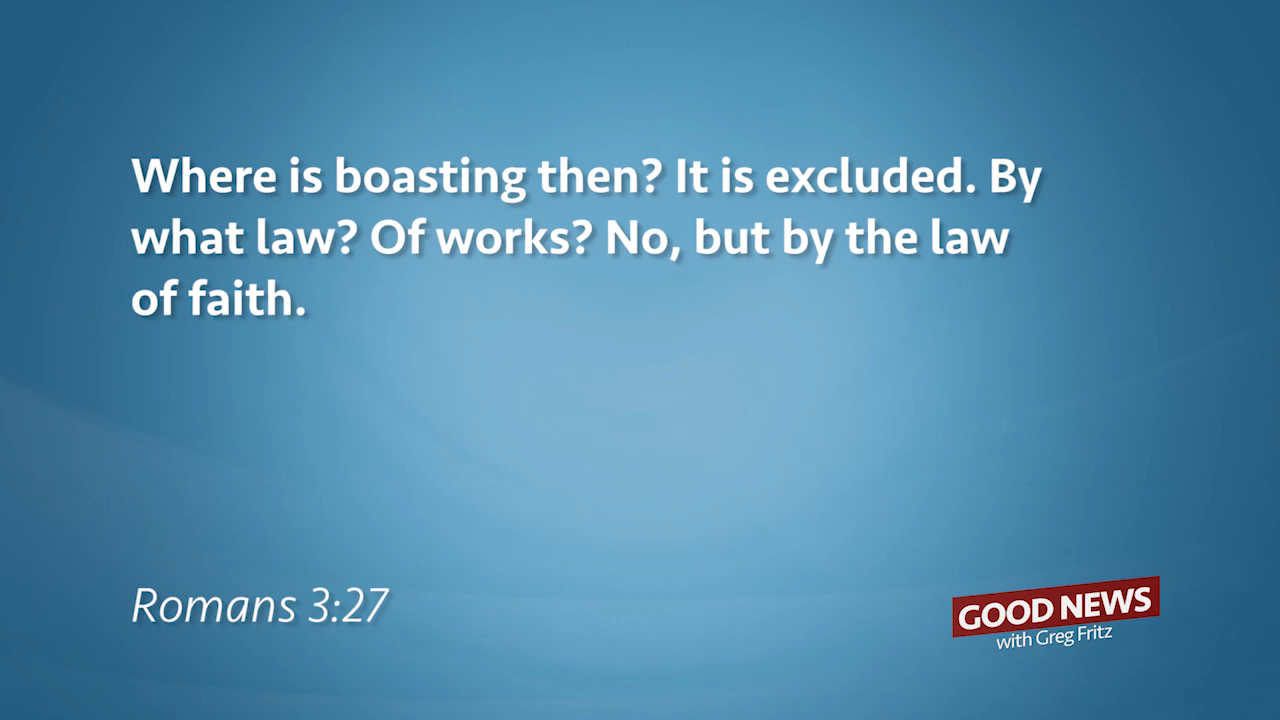 Where is boasting then? It is excluded. By
what law? Of works? No, but by the law
of faith.
Romans 3:27
GOOD NEWS
with Greg Fritz